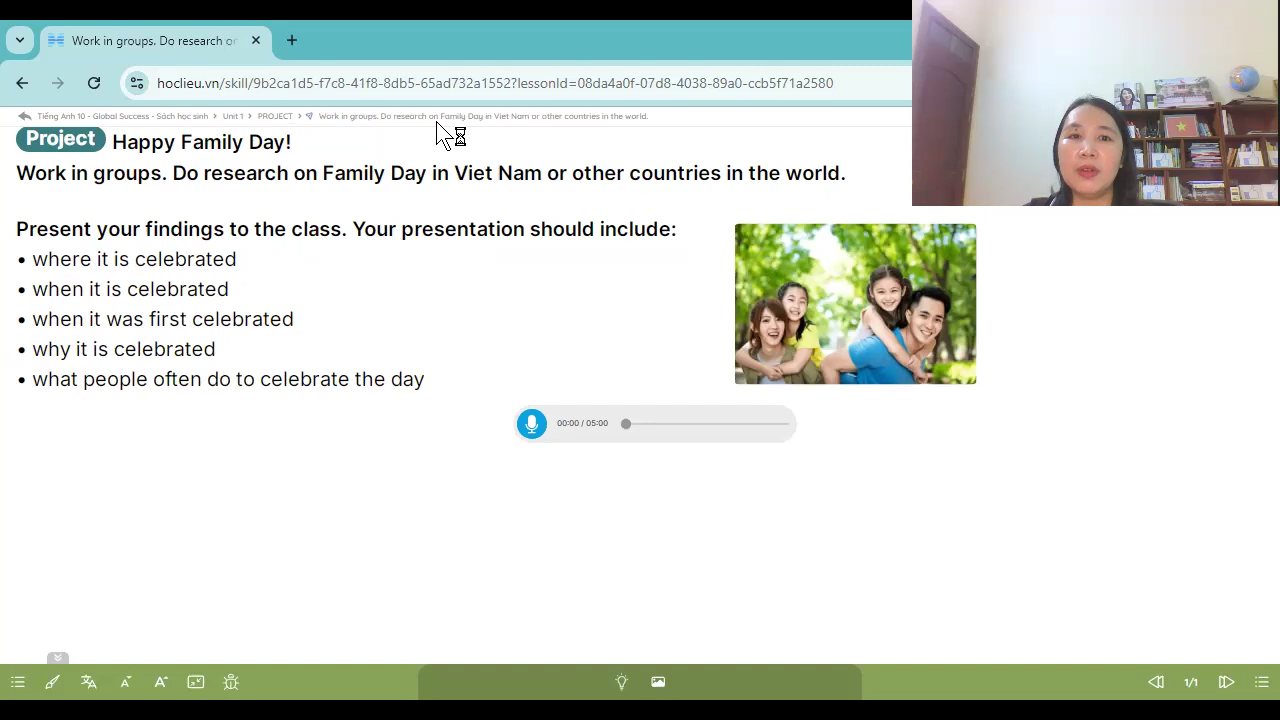 Work in groups. Do research or
hoclieu.vn/skill/9b2ca1d5-f7c8-41f8-8db5-65ad732a1552?lessonId=08da4a0f-07d8-4038-89a0-ccb5f71a2580
Tiếng Anh 10 - Global Success - Sách học sinh > Unit 1 > PROJECT > Work in groups. Do research on Family Day in Viet Nam or other countries in the world.
Project Happy Family Day!
Work in groups. Do research on Family Day in Viet Nam or other countries in the world.
Present your findings to the class. Your presentation should include:
• where it is celebrated
• when it is celebrated
• when it was first celebrated
• why it is celebrated
• what people often do to celebrate the day
00:00 / 05:00
1/1